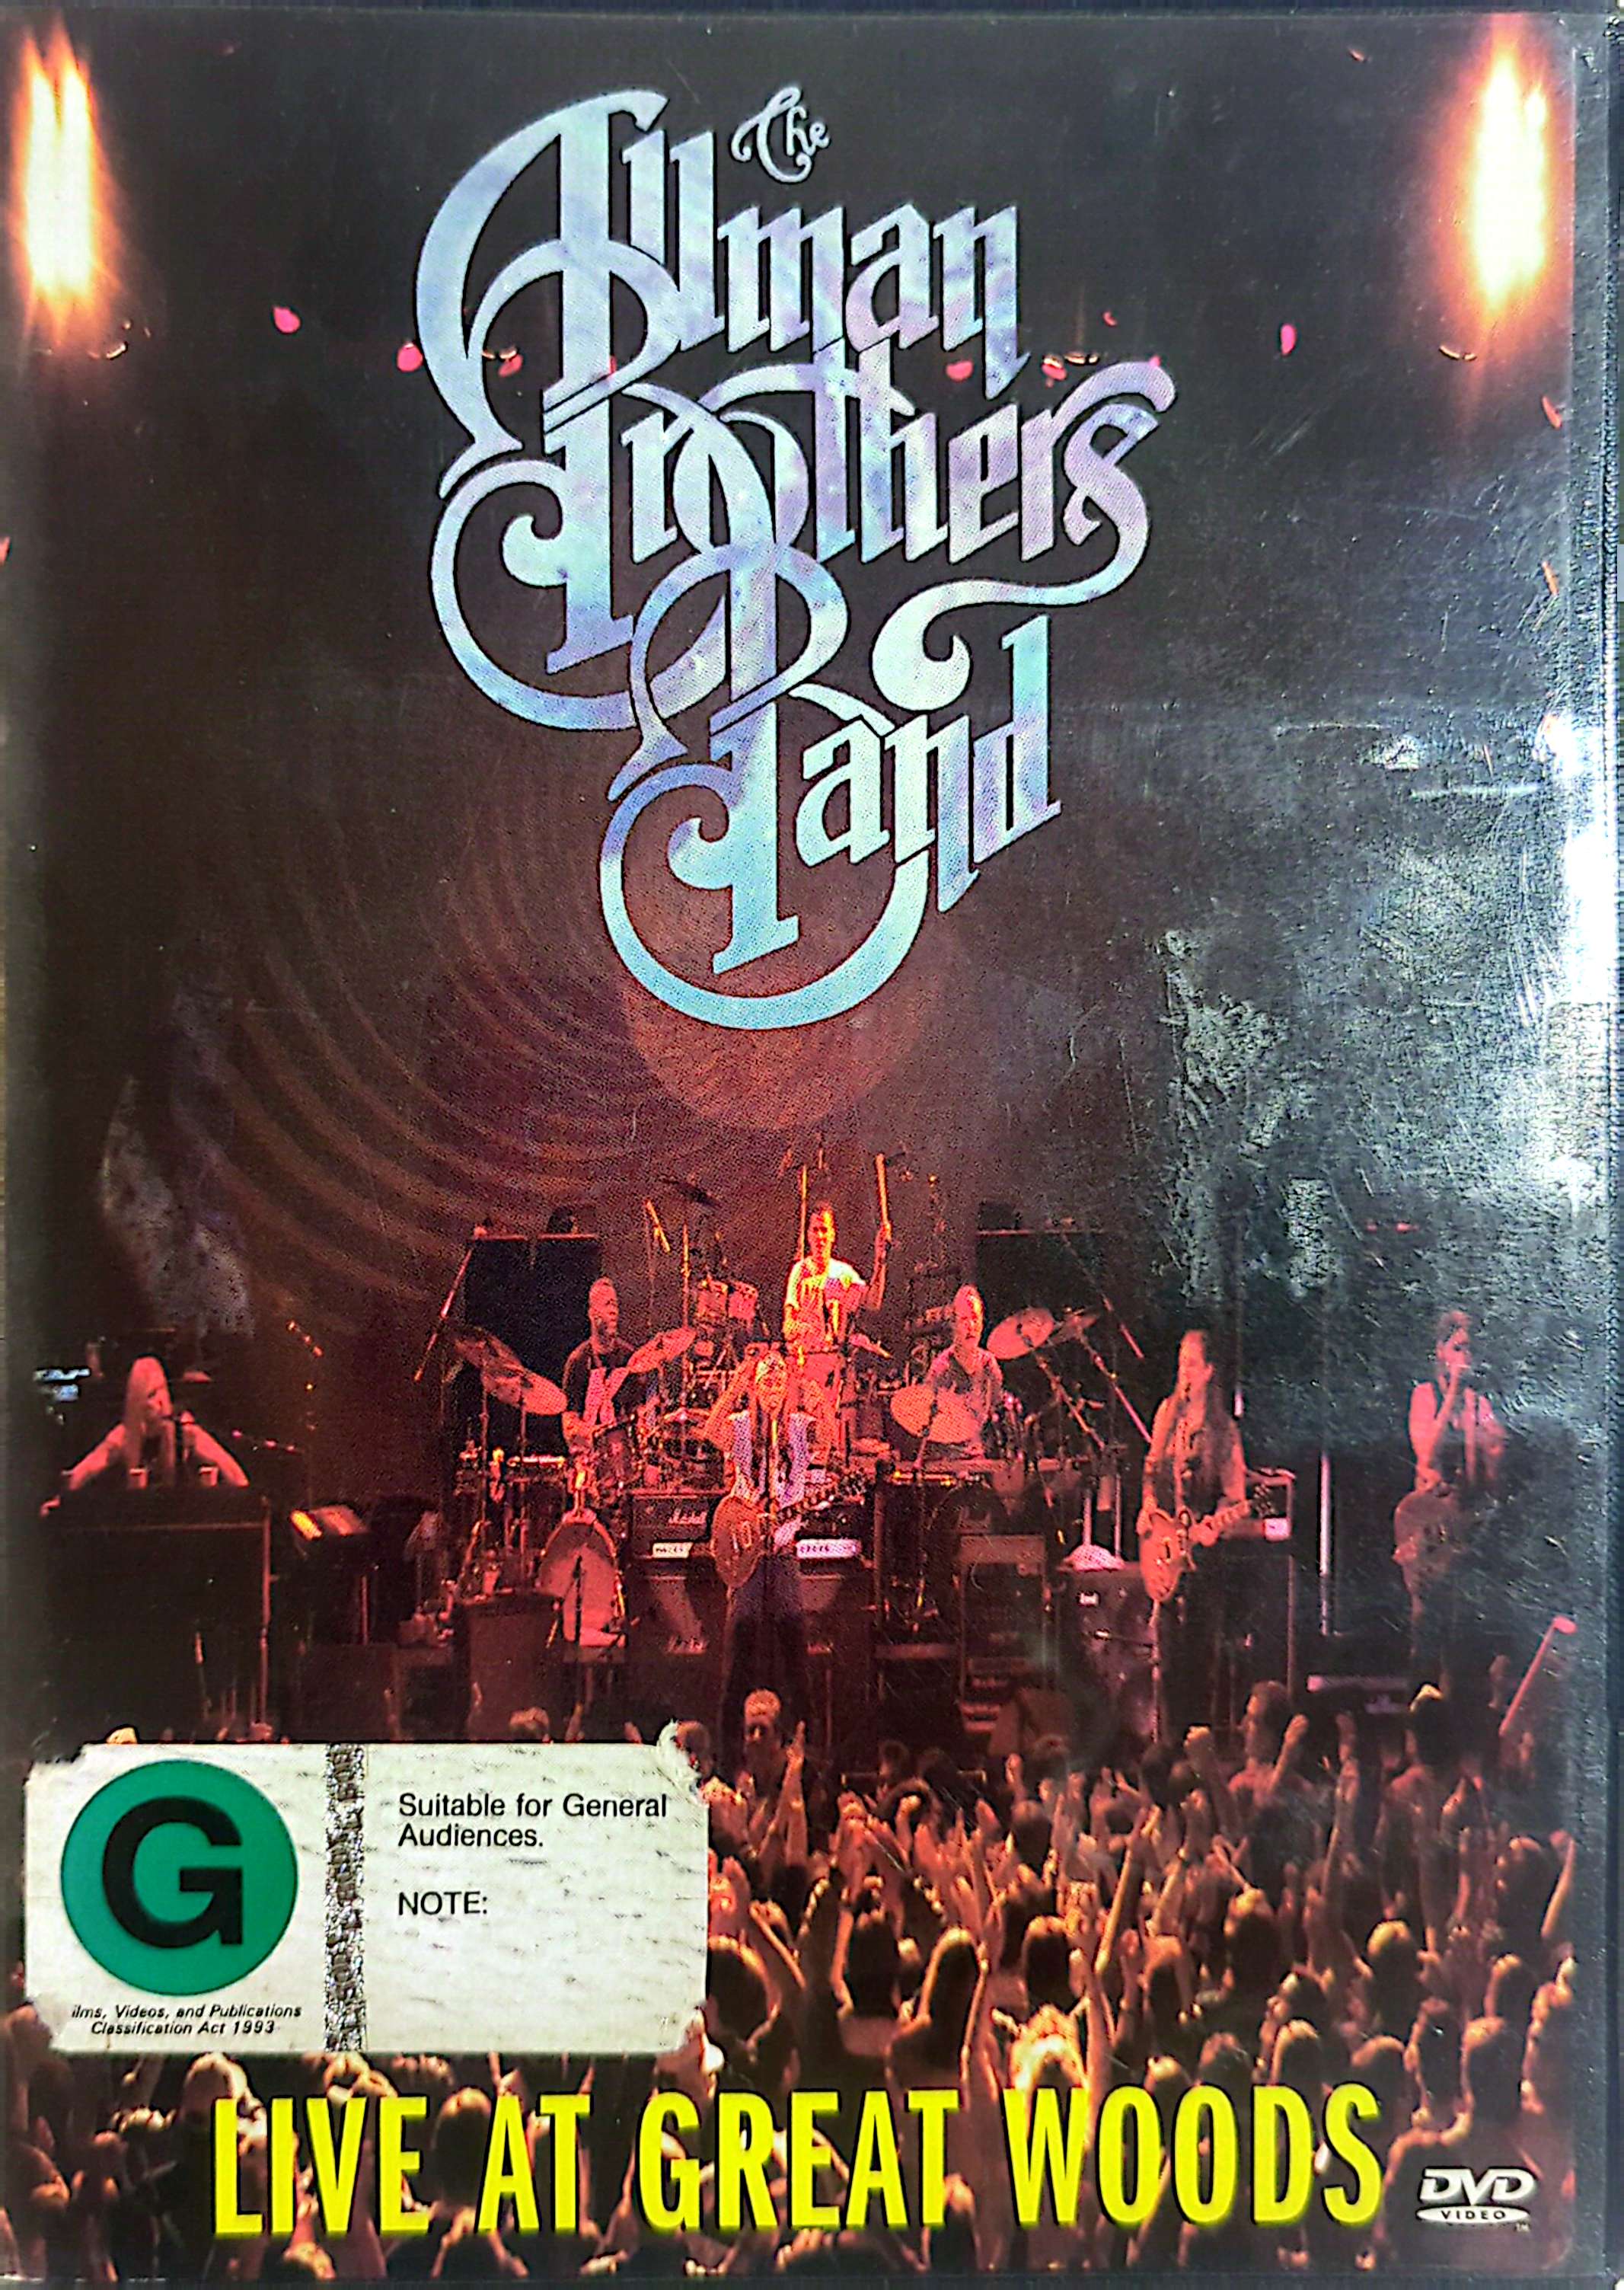 The
Allman
Brothers
Band
G
Suitable for General
Audiences.
NOTE:
ilms, Videos, and Publications
Classification Act 1993
LIVE AT GREAT WOODS
DVD
VIDEO